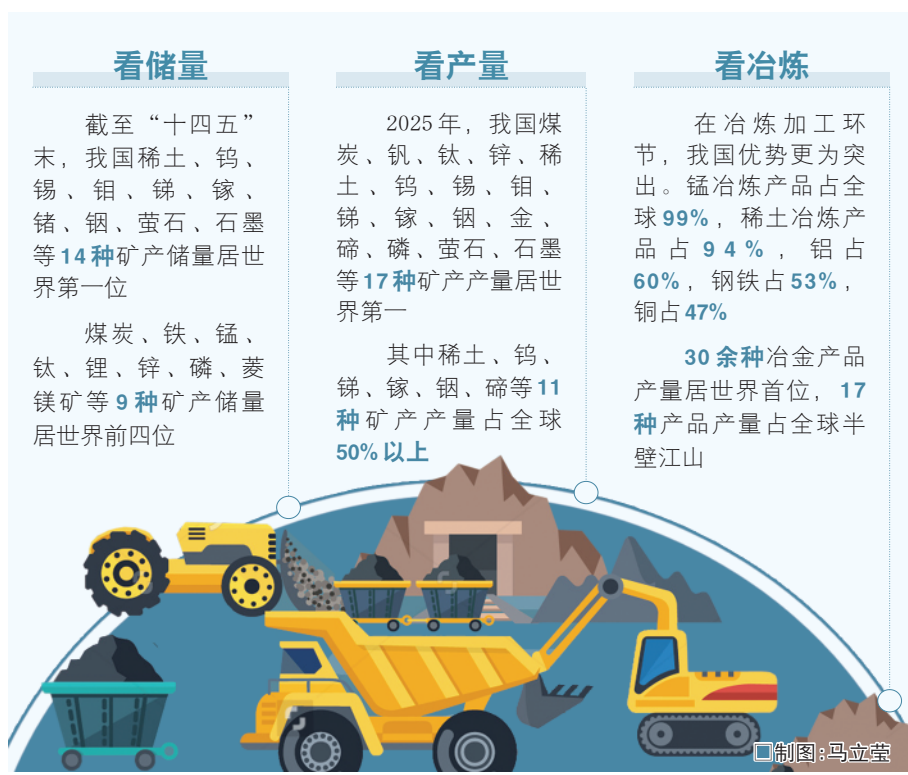 看储量
截至“十四五”
末，我国稀土、钨、
锡、钼、锑、镓、
锗、铟、萤石、石墨
等14种矿产储量居世
界第一位
煤炭、铁、锰、
钛、锂、锌、磷、菱
镁矿等9种矿产储量
居世界前四位
看产量
2025年，我国煤
炭、钒、钛、锌、稀
土、钨、锡、钼、
锑、镓、铟、金、
碲、磷、萤石、石墨
等17种矿产产量居世
界第一
其中稀土、钨、
锑、镓、铟、碲等11
种矿产产量占全球
50%以上
看冶炼
在冶炼加工环
节，我国优势更为突
出。锰冶炼产品占全
球99%，稀土冶炼产
品占94%，铝占
60%，钢铁占53%，
铜占47%
30余种冶金产品
产量居世界首位，17
种产品产量占全球半
壁江山
□制图:马立莹